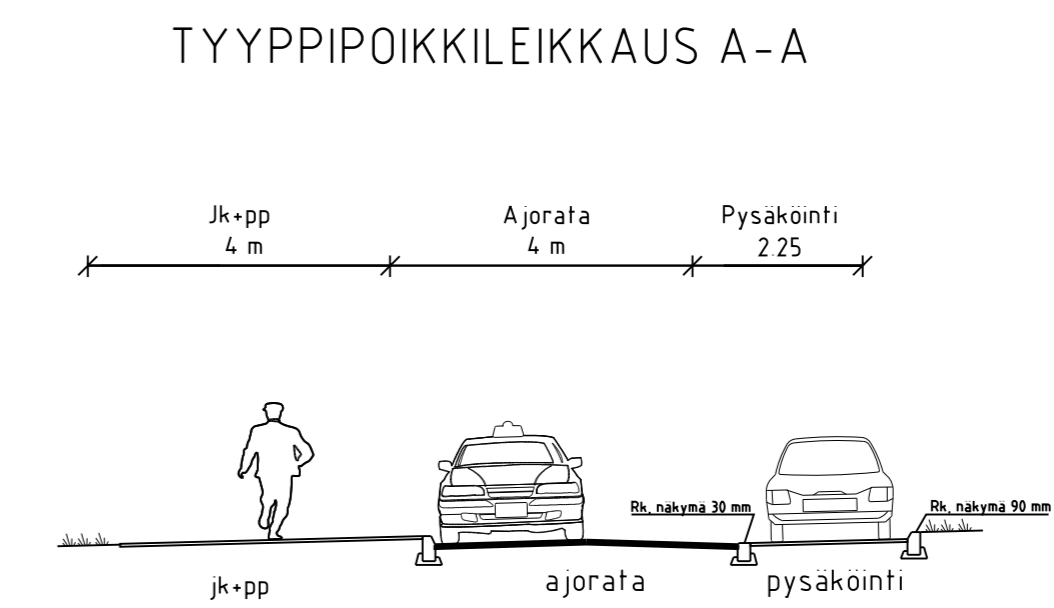 TYYPPIPOIKKILEIKKAUS A-A
Jk+pp
4 m
Ajorata
4 m
Pysäköinti
2.25
Rk, näkymä 30 mm
Rk, näkymä 90 mm
jk+pp
ajorata
pysäköinti